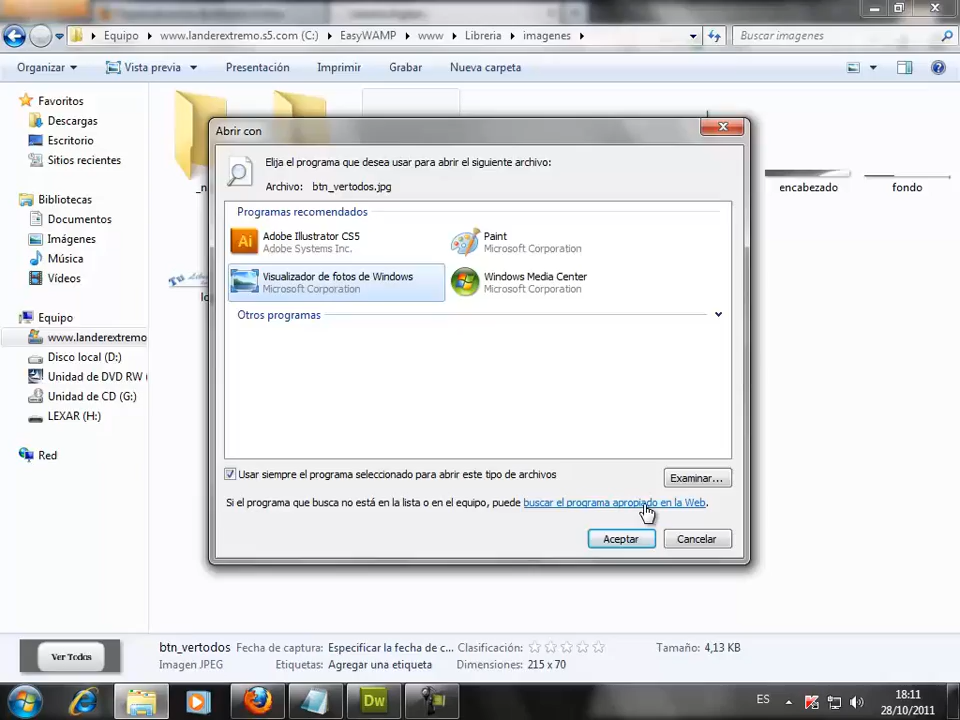 Equipo ▸ www.landerextremo.s5.com (C:) ▸ EasyWAMP ▸ www ▸ Libreria ▸ imagenes ▸
Buscar imagenes
Organizar
Vista previa
Presentación
Imprimir
Grabar
Nueva carpeta
Favoritos
Descargas
Escritorio
Sitios recientes
Bibliotecas
Documentos
Imágenes
Música
Vídeos
Equipo
www.landerextremo
Disco local (D:)
Unidad de DVD RW (
Unidad de CD (G:)
LEXAR (H:)
Red
encabezado
fondo
Abrir con
Elija el programa que desea usar para abrir el siguiente archivo:
Archivo: btn_vertodos.jpg
Programas recomendados
Adobe Illustrator CS5
Adobe Systems Inc.
Paint
Microsoft Corporation
Visualizador de fotos de Windows
Microsoft Corporation
Windows Media Center
Microsoft Corporation
Otros programas
Usar siempre el programa seleccionado para abrir este tipo de archivos
Examinar...
Si el programa que busca no está en la lista o en el equipo, puede buscar el programa apropiado en la Web.
Aceptar
Cancelar
Ver Todos
btn_vertodos
Imagen JPEG
Fecha de captura: Especificar la fecha de c...
Etiquetas: Agregar una etiqueta
Clasificación:
Dimensiones: 215 x 70
Tamaño: 4,13 KB
Dw
ES
18:11
28/10/2011